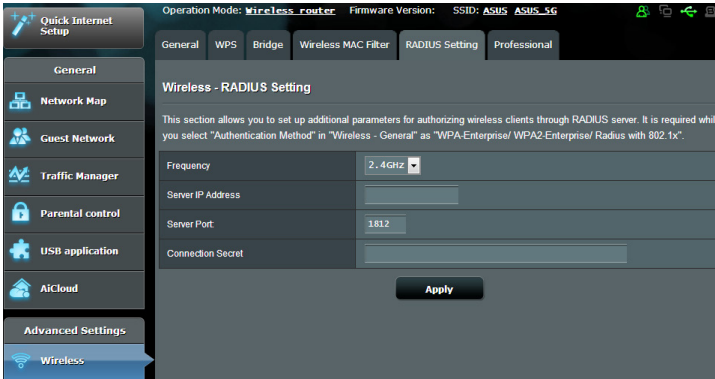 Quick Internet
Setup
Operation Mode: Wireless router Firmware Version: SSID: ASUS ASUS_5G
General WPS Bridge Wireless MAC Filter RADIUS Setting Professional
General
Network Map
Guest Network
Traffic Manager
Parental control
USB application
AiCloud
Advanced Settings
Wireless
Wireless - RADIUS Setting
This section allows you to set up additional parameters for authorizing wireless clients through RADIUS server. It is required whil
you select "Authentication Method" in "Wireless - General" as "WPA-Enterprise/ WPA2-Enterprise/ Radius with 802.1x".
Frequency 2.4GHz
Server IP Address
Server Port: 1812
Connection Secret
Apply